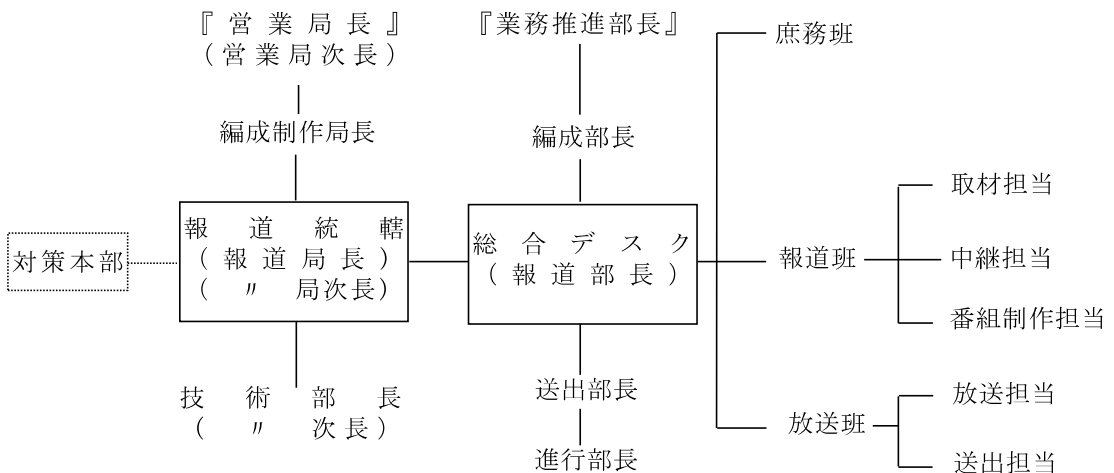 『営業局長』
(営業局次長)
『業務推進部長』
庶務班
編成制作局長
編成部長
取材担当
報道統轄
(報道局長)
(〃局次長)
総合デスク
(報道部長)
対策本部
報道班
中継担当
番組制作担当
技術部長
(〃次長)
送出部長
進行部長
放送班
放送担当
送出担当